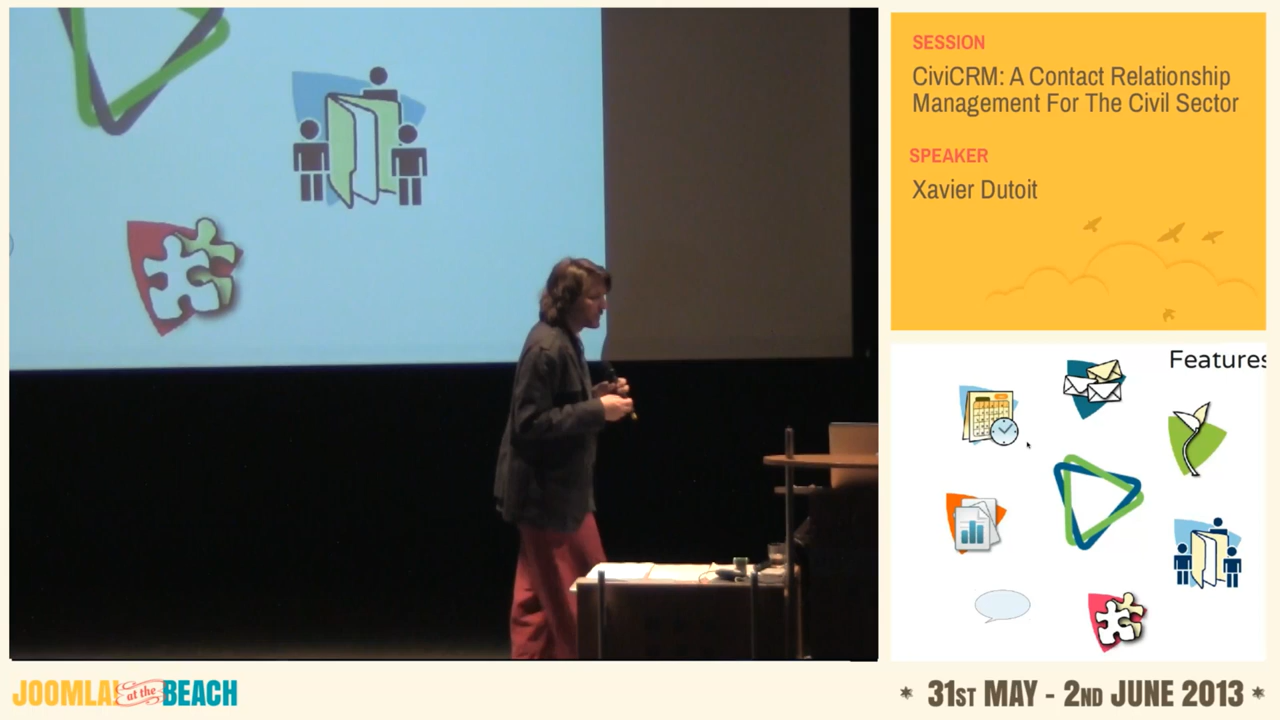 SESSION
CiviCRM: A Contact Relationship
Management For The Civil Sector
SPEAKER
Xavier Dutoit
Features
JOOMLA! at the BEACH
* 31ST MAY - 2ND JUNE 2013 *